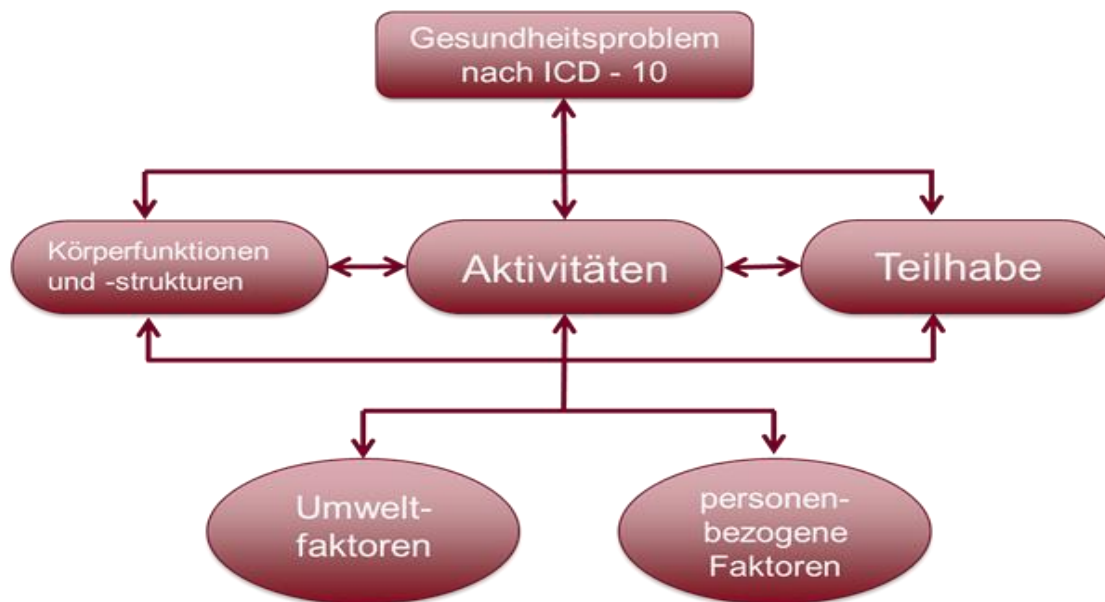 Gesundheitsproblem
nach ICD - 10
Körperfunktionen
und -strukturen
Aktivitäten
Teilhabe
Umwelt-
faktoren
personen-
bezogene
Faktoren